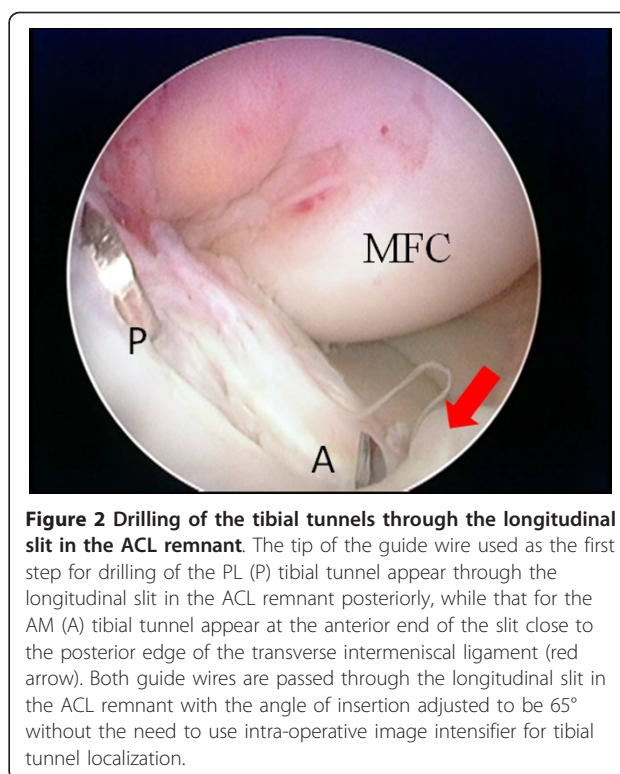 MFC
P
A
Figure 2 Drilling of the tibial tunnels through the longitudinal
slit in the ACL remnant. The tip of the guide wire used as the first
step for drilling of the PL (P) tibial tunnel appear through the
longitudinal slit in the ACL remnant posteriorly, while that for the
AM (A) tibial tunnel appear at the anterior end of the slit close to
the posterior edge of the transverse intermeniscal ligament (red
arrow). Both guide wires are passed through the longitudinal slit in
the ACL remnant with the angle of insertion adjusted to be 65°
without the need to use intra-operative image intensifier for tibial
tunnel localization.